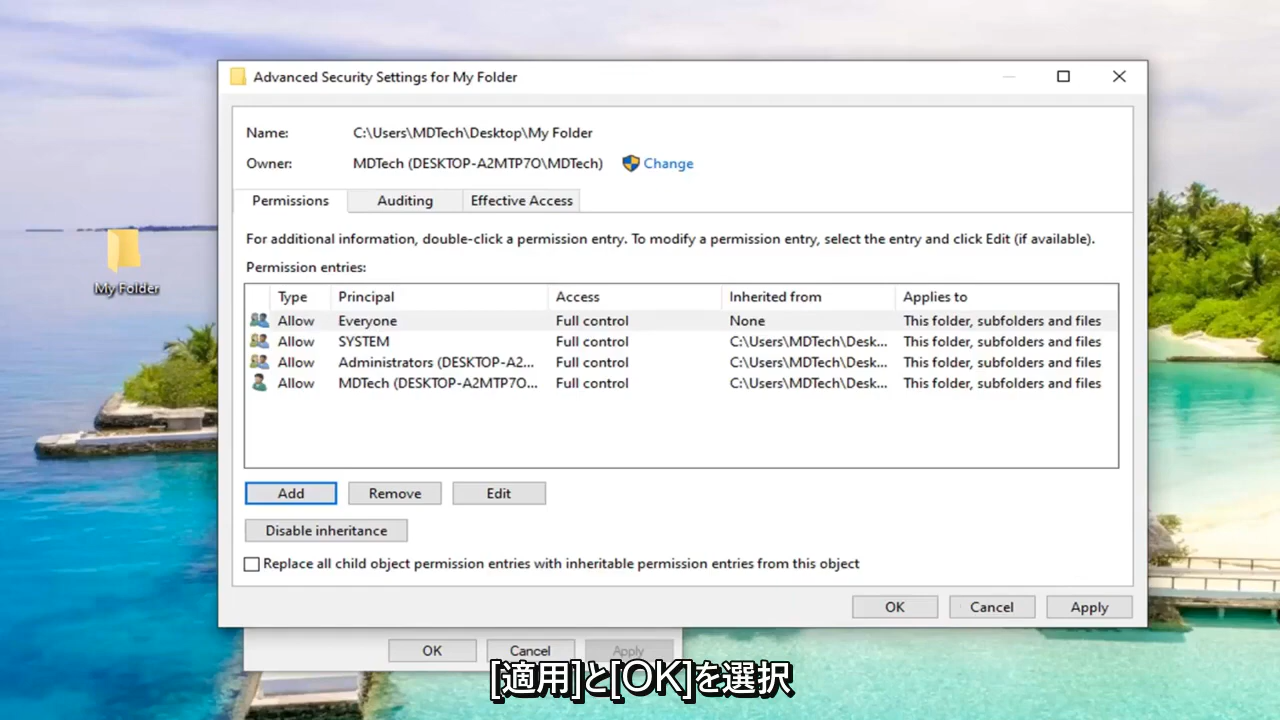 Advanced Security Settings for My Folder
Name: C:\Users\MDTech\Desktop\My Folder
Owner: MDTech (DESKTOP-A2MTP7O\MDTech) Change
Permissions Auditing Effective Access
For additional information, double-click a permission entry. To modify a permission entry, select the entry and click Edit (if available).
Permission entries:
Type Principal Access Inherited from Applies to
Allow Everyone Full control None This folder, subfolders and files
Allow SYSTEM Full control C:\Users\MDTech\Desk... This folder, subfolders and files
Allow Administrators (DESKTOP-A2... Full control C:\Users\MDTech\Desk... This folder, subfolders and files
Allow MDTech (DESKTOP-A2MTP7O... Full control C:\Users\MDTech\Desk... This folder, subfolders and files
My Folder
Add Remove Edit
Disable inheritance
Replace all child object permission entries with inheritable permission entries from this object
OK Cancel Apply
OK Cancel Apply
[適用]と[OK]を選択